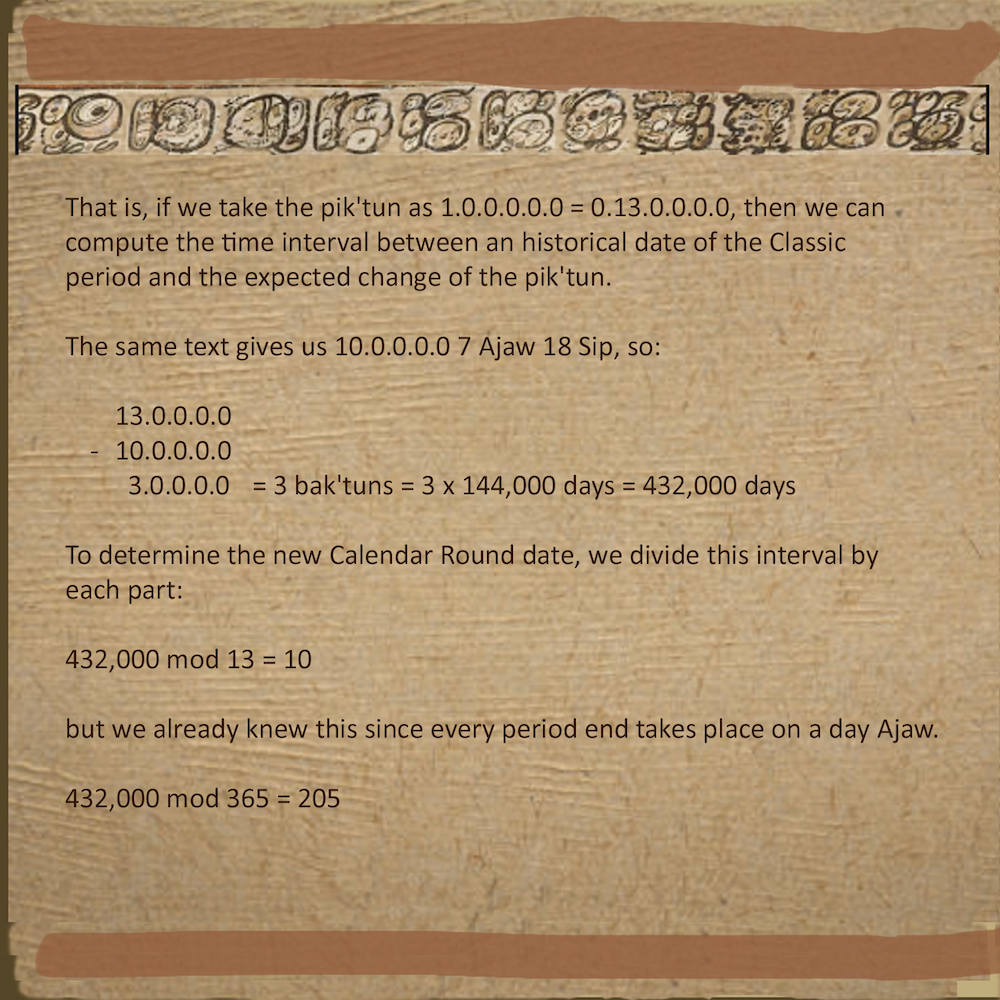 That is, if we take the pik'tun as 1.0.0.0.0.0 = 0.13.0.0.0.0, then we can
compute the time interval between an historical date of the Classic
period and the expected change of the pik'tun.
The same text gives us 10.0.0.0.0 7 Ajaw 18 Sip, so:
13.0.0.0.0
- 10.0.0.0.0
3.0.0.0.0 = 3 bak'tuns = 3 x 144,000 days = 432,000 days
To determine the new Calendar Round date, we divide this interval by
each part:
432,000 mod 13 = 10
but we already knew this since every period end takes place on a day Ajaw.
432,000 mod 365 = 205